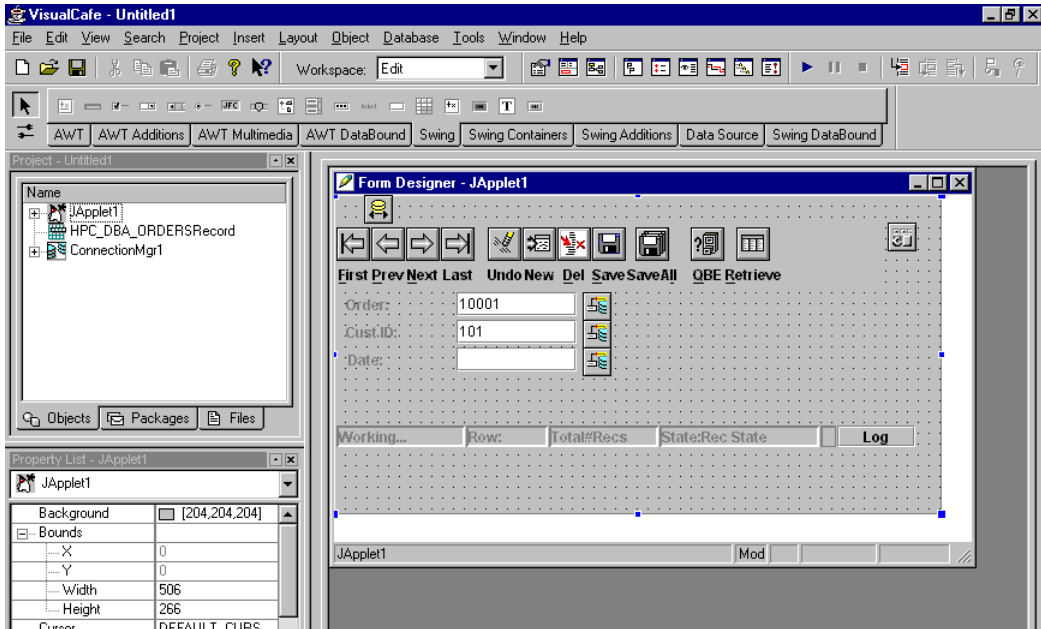 VisualCafe - Untitled1
File Edit View Search Project Insert Layout Object Database Tools Window Help
Workspace: Edit
AWT AWT Additions AWT Multimedia AWT DataBound Swing Swing Containers Swing Additions Data Source Swing DataBound
Project - Untitled1
Name
JApplet1
HPC_DBA_ORDERSRecord
ConnectionMgr1
Objects Packages Files
Property List - JApplet1
JApplet1
Background [204,204,204]
Bounds
X 0
Y 0
Width 506
Height 266
Form Designer - JApplet1
First Prev Next Last Undo New Del Save SaveAll QBE Retrieve
Order: 10001
Cust.ID: 101
Date:
Working... Row: Total#Recs State:Rec State Log
JApplet1 Mod